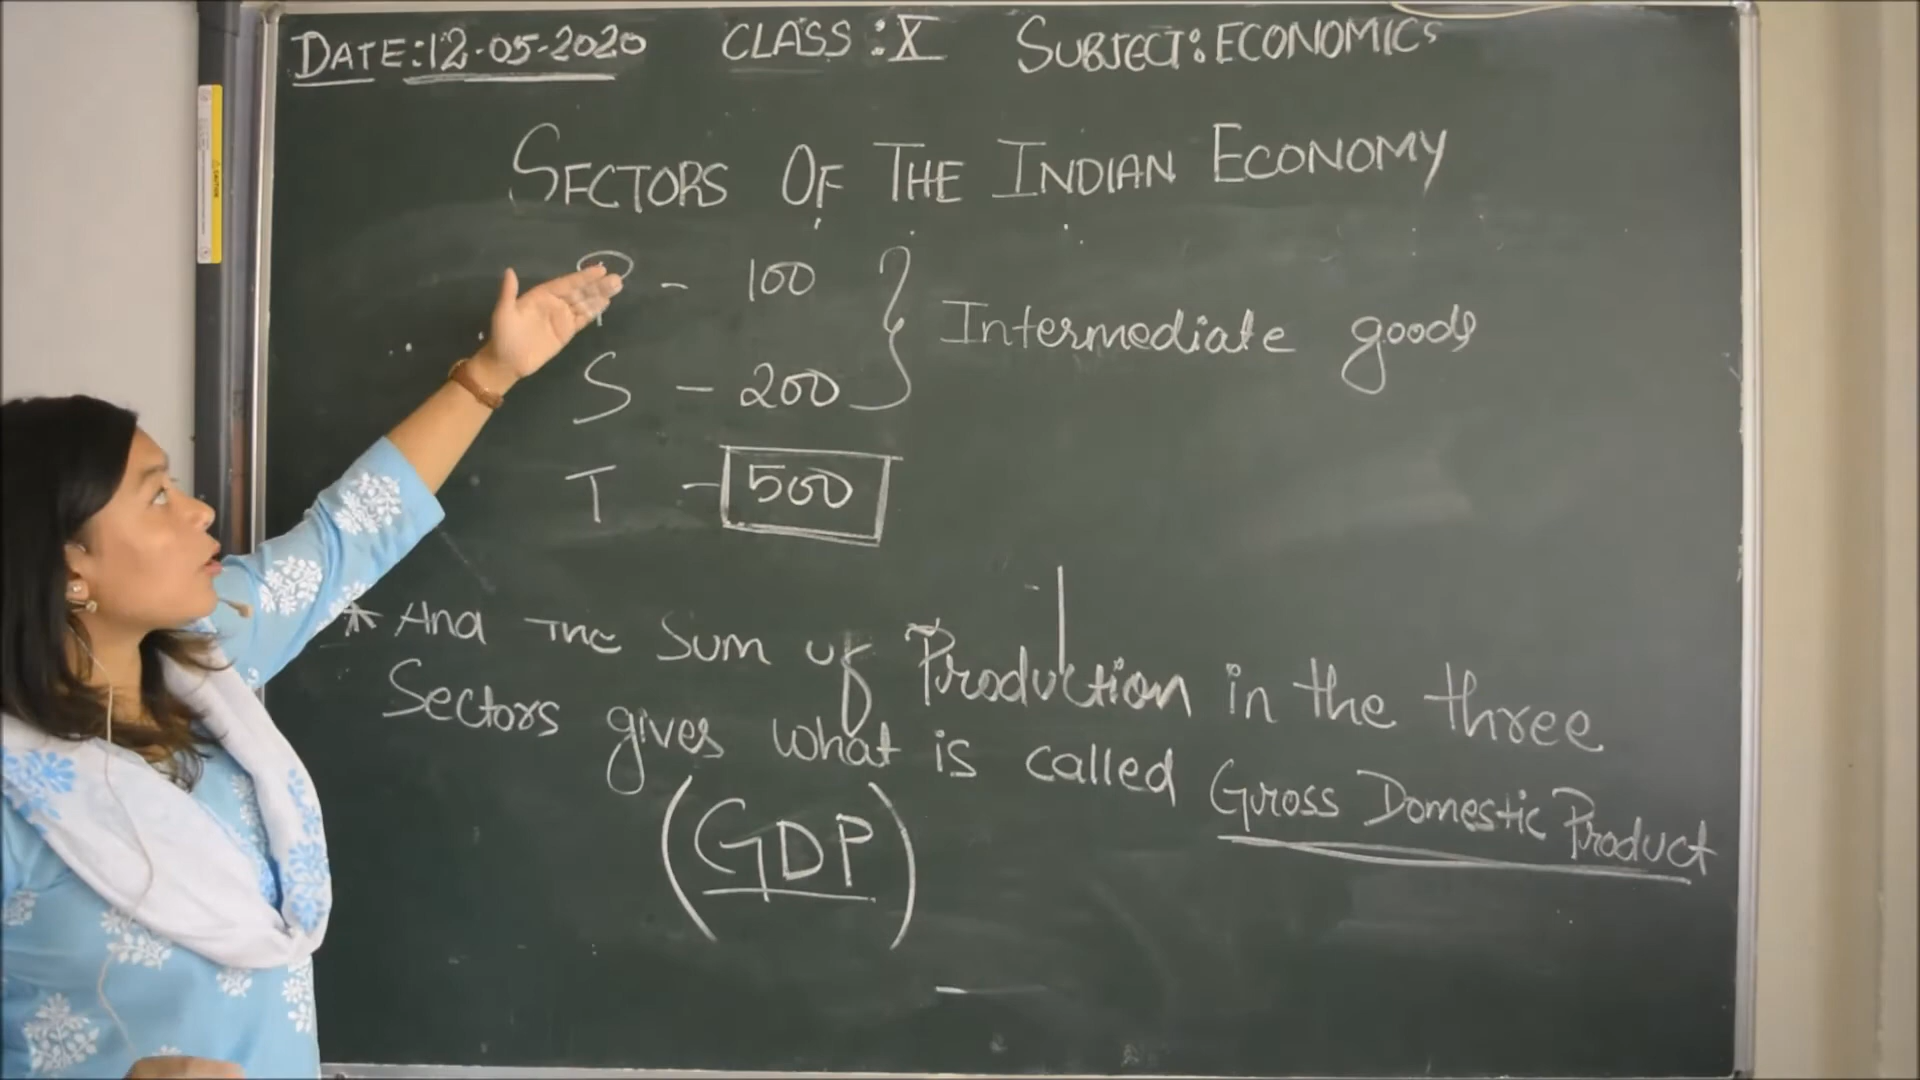 DATE:12-05-2020 CLASS:X SUBJECT:ECONOMICS
SECTORS OF THE INDIAN ECONOMY
P - 100
Intermediate goods
S - 200
T - 500
* And The Sum of Production in the three
Sectors gives what is called Gross Domestic Product
(GDP)